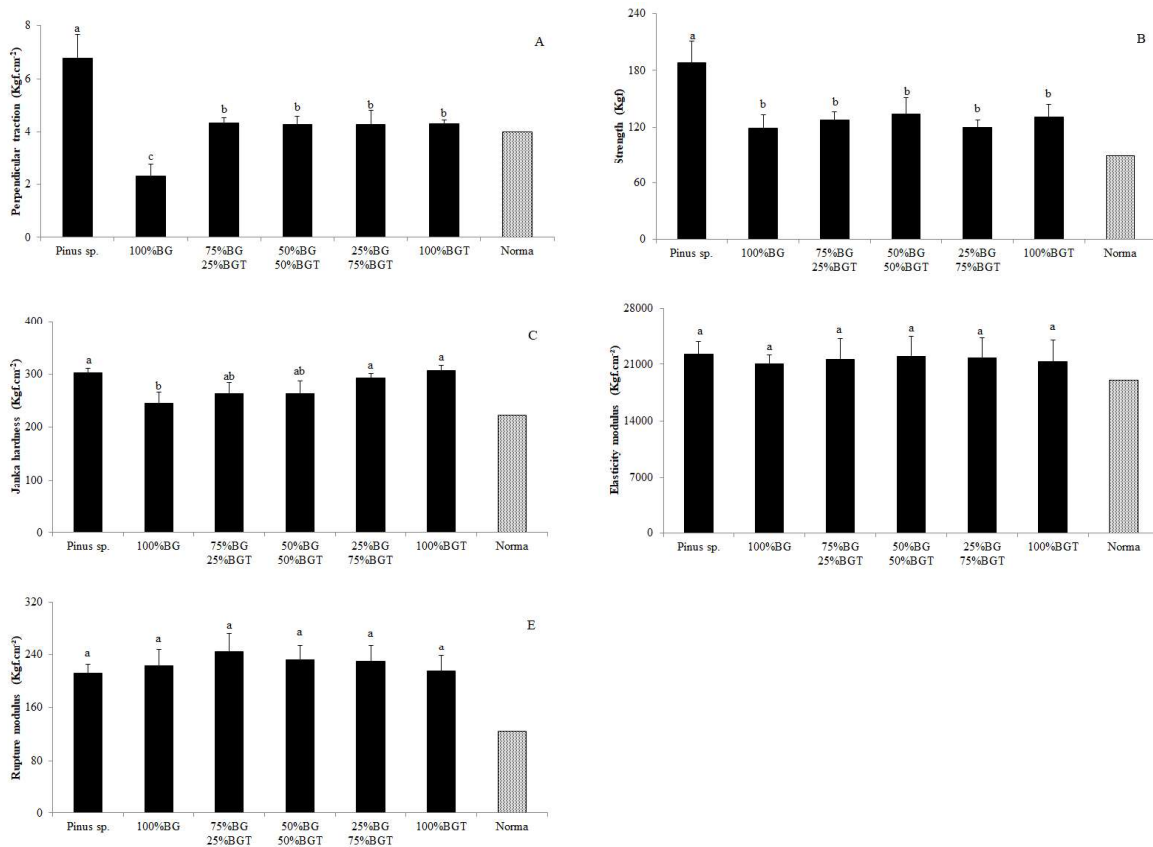 8
6
4
2
0
Perpendicular traction (Kgf.cm⁻²)
A
a
c
b
b
b
b
Pinus sp.
100%BG
75%BG
25%BGT
50%BG
50%BGT
25%BG
75%BGT
100%BGT
Norma
240
180
120
60
0
Strength (Kgf)
B
a
b
b
b
b
b
Pinus sp.
100%BG
75%BG
25%BGT
50%BG
50%BGT
25%BG
75%BGT
100%BGT
Norma
400
300
200
100
0
Janka hardness (Kgf.cm⁻²)
C
a
b
ab
ab
a
a
Pinus sp.
100%BG
75%BG
25%BGT
50%BG
50%BGT
25%BG
75%BGT
100%BGT
Norma
28000
21000
14000
7000
0
Elasticity modulus (Kgf.cm⁻²)
a
a
a
a
a
a
Pinus sp.
100%BG
75%BG
25%BGT
50%BG
50%BGT
25%BG
75%BGT
100%BGT
Norma
320
240
160
80
0
Rupture modulus (Kgf.cm⁻²)
E
a
a
a
a
a
a
Pinus sp.
100%BG
75%BG
25%BGT
50%BG
50%BGT
25%BG
75%BGT
100%BGT
Norma